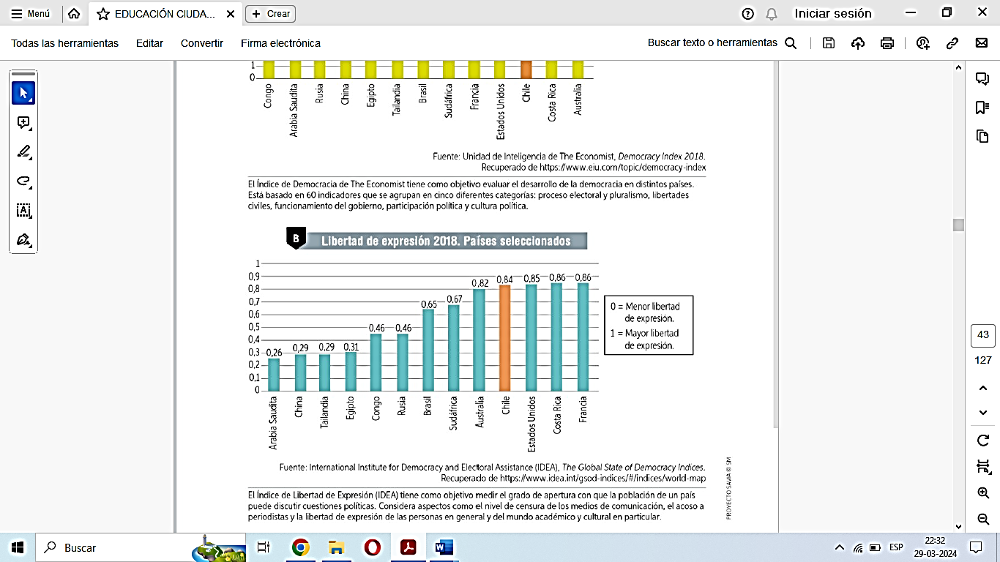 Menú
EDUCACIÓN CIUDA...
Crear
Iniciar sesión
Todas las herramientas
Editar
Convertir
Firma electrónica
Buscar texto o herramientas
1
0
Congo
Arabia Saudita
Rusia
China
Egipto
Tailandia
Brasil
Sudáfrica
Francia
Estados Unidos
Chile
Costa Rica
Australia
Fuente: Unidad de Inteligencia de The Economist, Democracy Index 2018.
Recuperado de https://www.eiu.com/topic/democracy-index
El Índice de Democracia de The Economist tiene como objetivo evaluar el desarrollo de la democracia en distintos países.
Está basado en 60 indicadores que se agrupan en cinco diferentes categorías: proceso electoral y pluralismo, libertades
civiles, funcionamiento del gobierno, participación política y cultura política.
B
Libertad de expresión 2018. Países seleccionados
1
0,9
0,8
0,7
0,6
0,5
0,4
0,3
0,2
0,1
0
0,26
0,29
0,29
0,31
0,46
0,46
0,65
0,67
0,82
0,84
0,85
0,86
0,86
Arabia Saudita
China
Tailandia
Egipto
Congo
Rusia
Brasil
Sudáfrica
Australia
Chile
Estados Unidos
Costa Rica
Francia
0 = Menor libertad
de expresión.
1 = Mayor libertad
de expresión.
Fuente: International Institute for Democracy and Electoral Assistance (IDEA), The Global State of Democracy Indices.
Recuperado de https://www.idea.int/gsod-indices/#/indices/world-map
El Índice de Libertad de Expresión (IDEA) tiene como objetivo medir el grado de apertura con que la población de un país
puede discutir cuestiones políticas. Considera aspectos como el nivel de censura de los medios de comunicación, el acoso a
periodistas y la libertad de expresión de las personas en general y del mundo académico y cultural en particular.
PROYECTO SAVIA © SM
43
127
Buscar
ESP
22:32
29-03-2024